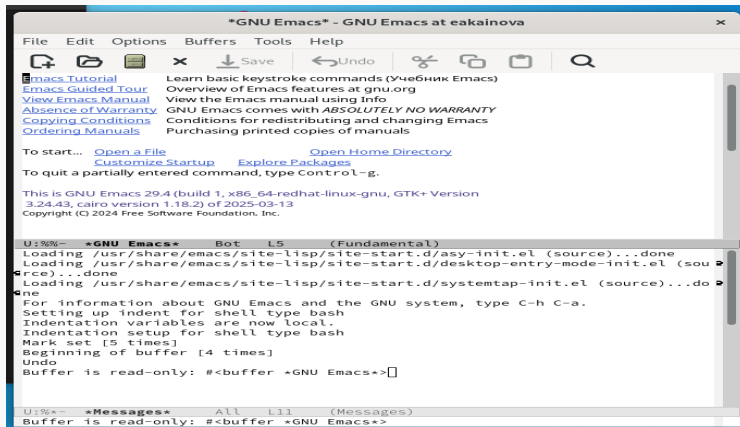 *GNU Emacs* - GNU Emacs at eakainova ×
File Edit Options Buffers Tools Help
Save Undo
Emacs Tutorial Learn basic keystroke commands (Учебник Emacs)
Emacs Guided Tour Overview of Emacs features at gnu.org
View Emacs Manual View the Emacs manual using Info
Absence of Warranty GNU Emacs comes with ABSOLUTELY NO WARRANTY
Copying Conditions Conditions for redistributing and changing Emacs
Ordering Manuals Purchasing printed copies of manuals
To start... Open a File Open Home Directory
Customize Startup Explore Packages
To quit a partially entered command, type Control-g.
This is GNU Emacs 29.4 (build 1, x86_64-redhat-linux-gnu, GTK+ Version
3.24.43, cairo version 1.18.2) of 2025-03-13
Copyright (C) 2024 Free Software Foundation, Inc.
U:%%- *GNU Emacs* Bot L5 (Fundamental)
Loading /usr/share/emacs/site-lisp/site-start.d/asy-init.el (source)...done
Loading /usr/share/emacs/site-lisp/site-start.d/desktop-entry-mode-init.el (sou
rce)...done
Loading /usr/share/emacs/site-lisp/site-start.d/systemtap-init.el (source)...do
ne
For information about GNU Emacs and the GNU system, type C-h C-a.
Setting up indent for shell type bash
Indentation variables are now local.
Indentation setup for shell type bash
Mark set [5 times]
Beginning of buffer [4 times]
Undo
Buffer is read-only: #<buffer *GNU Emacs*>
U:%*- *Messages* All L11 (Messages)
Buffer is read-only: #<buffer *GNU Emacs*>